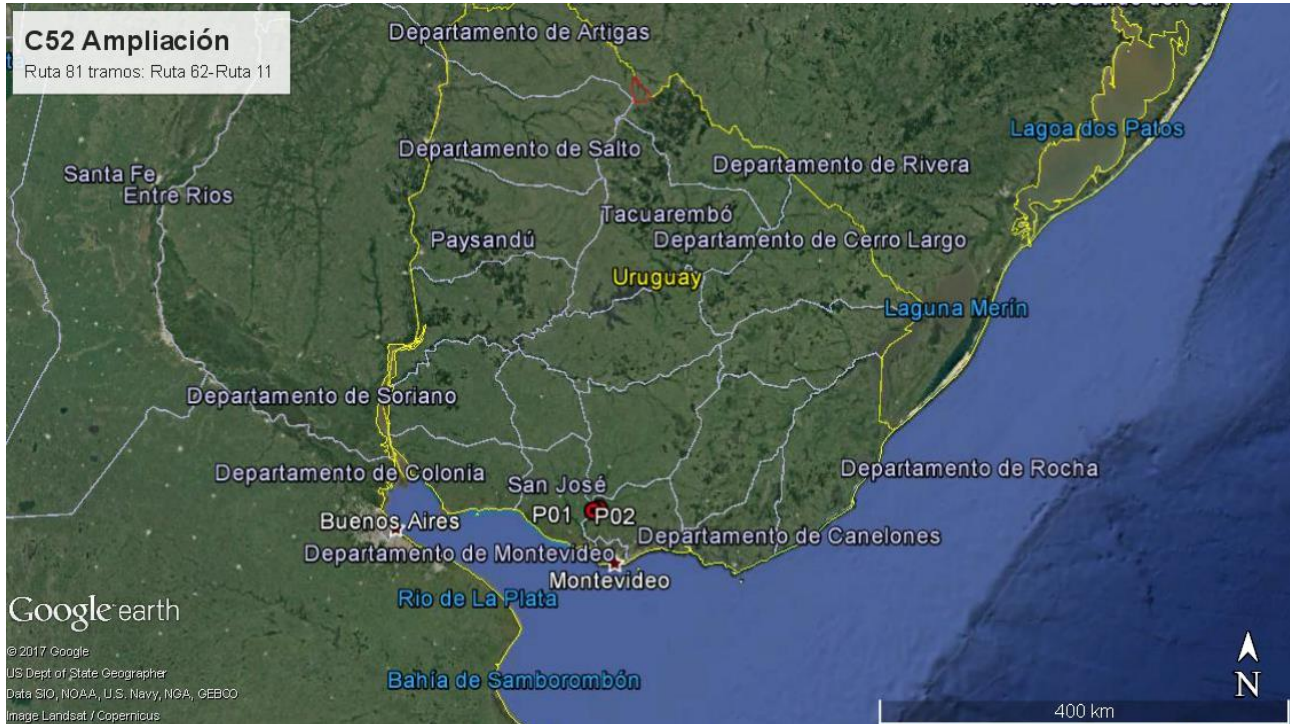 C52 Ampliación
Ruta 81 tramos: Ruta 62-Ruta 11
Departamento de Artigas
Lagoa dos Patos
Departamento de Salto
Departamento de Rivera
Santa Fe
Entre Ríos
Tacuarembó
Paysandú
Departamento de Cerro Largo
Uruguay
Laguna Merín
Departamento de Soriano
Departamento de Colonia
Departamento de Rocha
San José
P01
P02
Buenos Aires
Departamento de Canelones
Departamento de Montevideo
Montevideo
Río de La Plata
Google earth
© 2017 Google
US Dept of State Geographer
Bahía de Samborombón
Data SIO, NOAA, U.S. Navy, NGA, GEBCO
N
400 km
Image Landsat / Copernicus